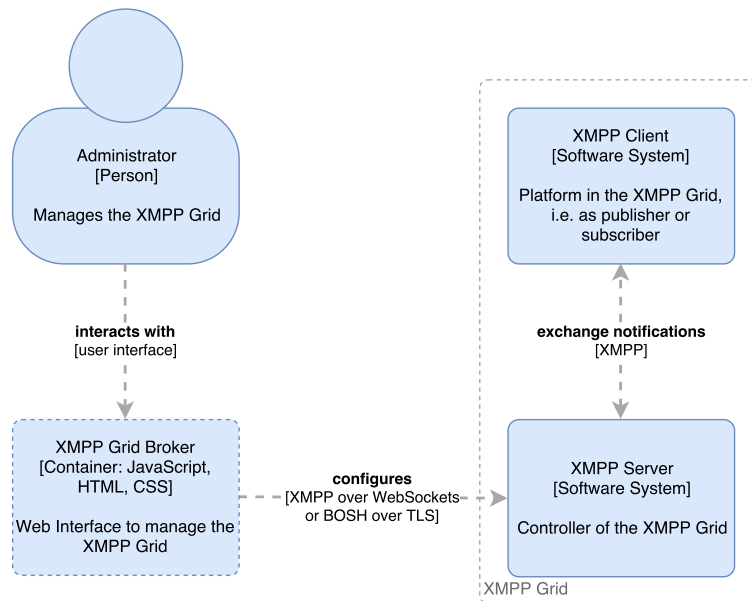 Administrator
[Person]
Manages the XMPP Grid
XMPP Client
[Software System]
Platform in the XMPP Grid,
i.e. as publisher or
subscriber
interacts with
[user interface]
exchange notifications
[XMPP]
XMPP Grid Broker
[Container: JavaScript,
HTML, CSS]
Web Interface to manage the
XMPP Grid
configures
[XMPP over WebSockets
or BOSH over TLS]
XMPP Server
[Software System]
Controller of the XMPP Grid
XMPP Grid